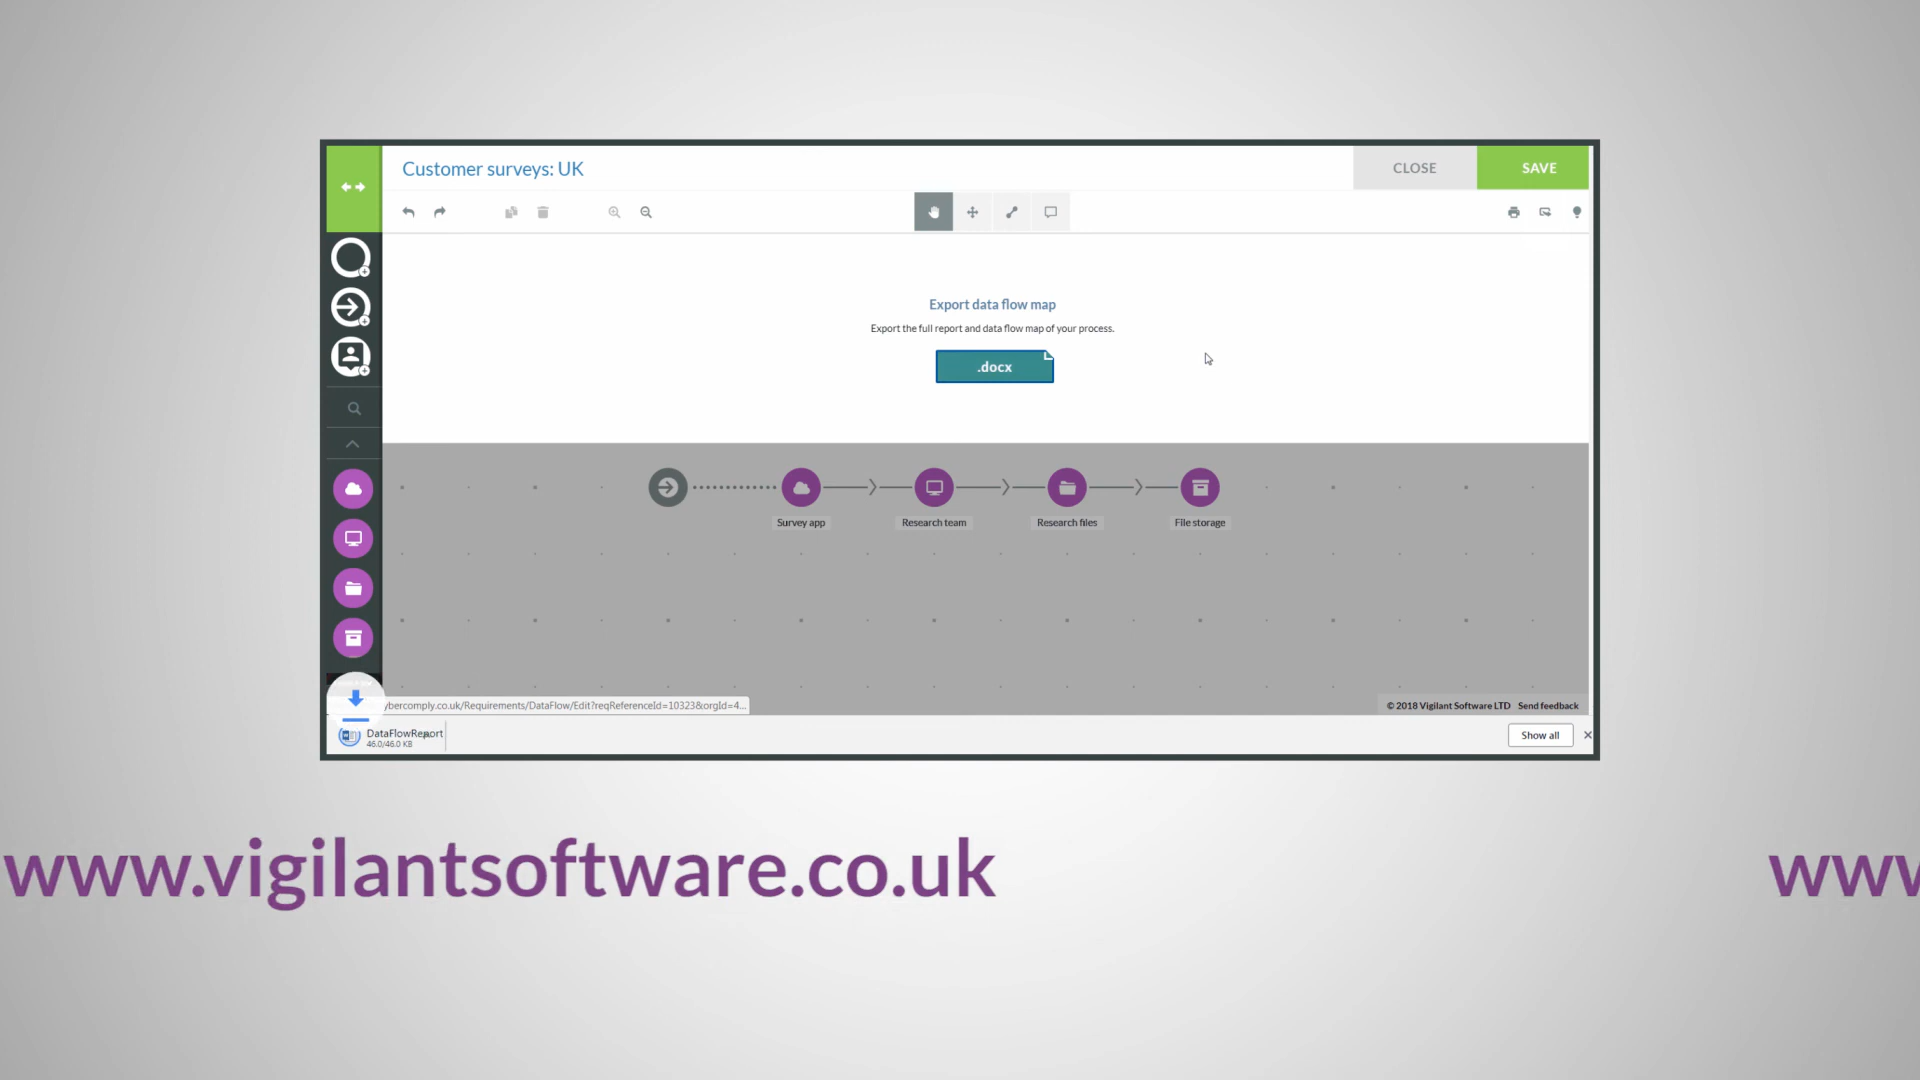 Customer surveys: UK
CLOSE
SAVE
Export data flow map
Export the full report and data flow map of your process.
.docx
Survey app
Research team
Research files
File storage
ybercomply.co.uk/Requirements/DataFlow/Edit?reqReferenceId=10323&orgId=4...
© 2018 Vigilant Software LTD Send feedback
DataFlowReport
46.0/46.0 KB
Show all
www.vigilantsoftware.co.uk
www